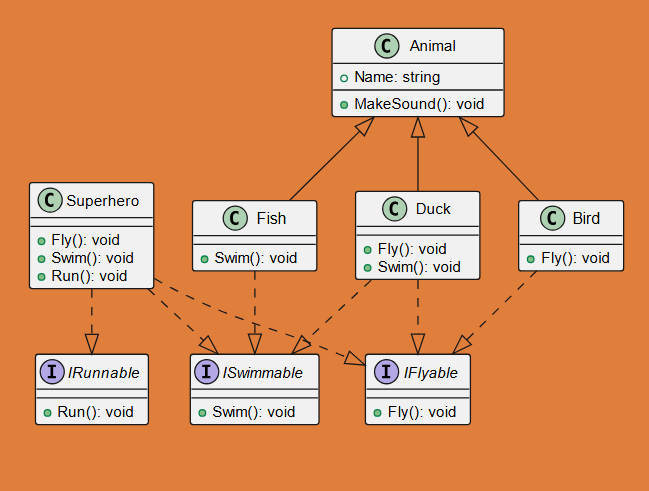 C Animal
Name: string
MakeSound(): void
C Superhero
Fly(): void
Swim(): void
Run(): void
C Fish
Swim(): void
C Duck
Fly(): void
Swim(): void
C Bird
Fly(): void
I IRunnable
Run(): void
I ISwimmable
Swim(): void
I IFlyable
Fly(): void